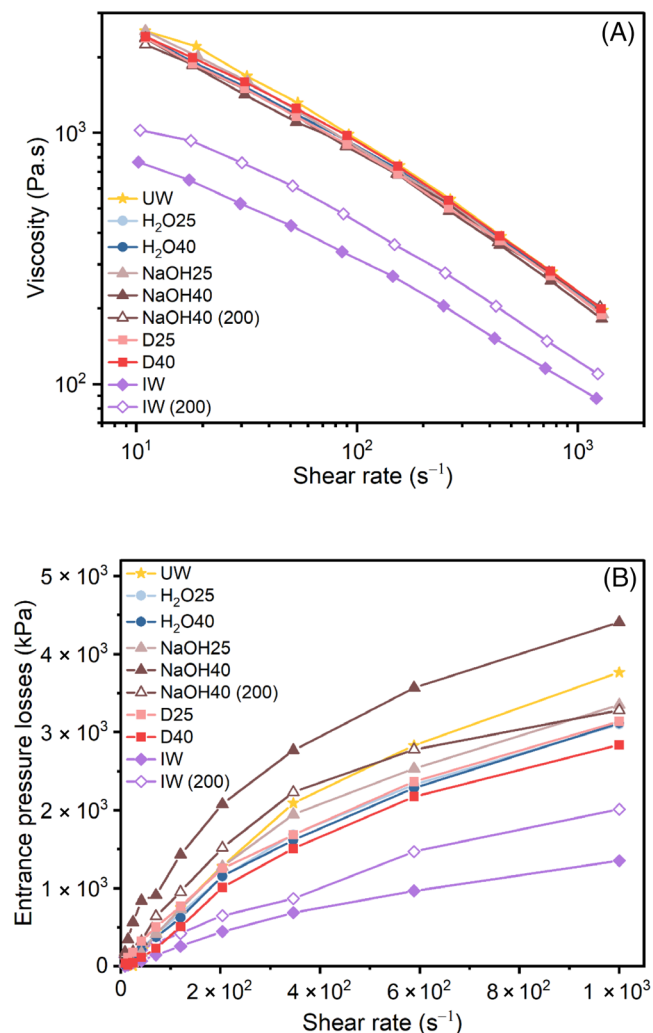 (A)
Viscosity (Pa.s)
10³
10²
UW
H₂O25
H₂O40
NaOH25
NaOH40
NaOH40 (200)
D25
D40
IW
IW (200)
10¹ 10² 10³
Shear rate (s⁻¹)
(B)
Entrance pressure losses (kPa)
5 × 10³
4 × 10³
3 × 10³
2 × 10³
1 × 10³
0
UW
H₂O25
H₂O40
NaOH25
NaOH40
NaOH40 (200)
D25
D40
IW
IW (200)
0 2 × 10² 4 × 10² 6 × 10² 8 × 10² 1 × 10³
Shear rate (s⁻¹)